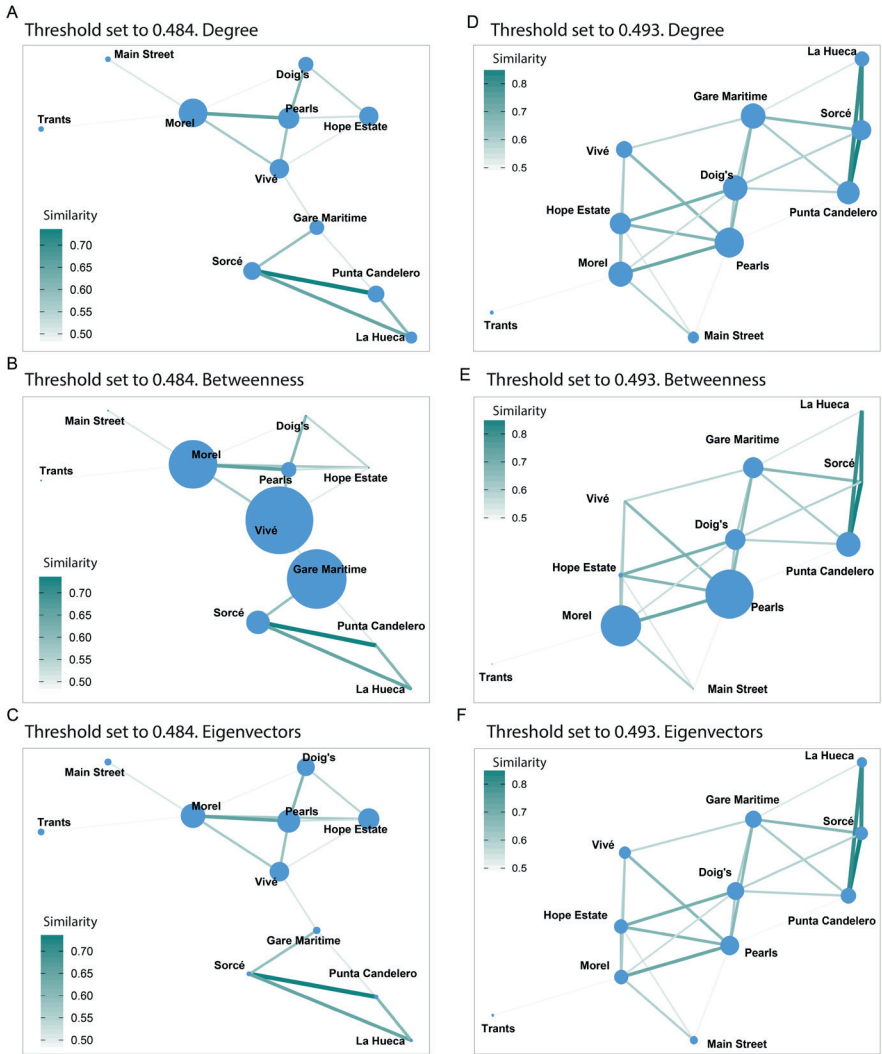 A
Threshold set to 0.484. Degree
Main Street
Doig's
Trants
Morel
Pearls
Hope Estate
Vivé
Gare Maritime
Similarity
Sorcé
Punta Candelero
0.70
0.65
0.60
0.55
0.50
La Hueca
B
Threshold set to 0.484. Betweenness
Main Street
Doig's
Morel
Trants
Pearls
Hope Estate
Vivé
Gare Maritime
Similarity
Sorcé
Punta Candelero
0.70
0.65
0.60
0.55
0.50
La Hueca
C
Threshold set to 0.484. Eigenvectors
Doig's
Main Street
Morel
Pearls
Trants
Hope Estate
Vivé
Gare Maritime
Similarity
Sorcé
Punta Candelero
0.70
0.65
0.60
0.55
0.50
La Hueca
D
Threshold set to 0.493. Degree
La Hueca
Similarity
0.8
0.7
0.6
0.5
Gare Maritime
Sorcé
Vivé
Doig's
Hope Estate
Punta Candelero
Morel
Pearls
Trants
Main Street
E
Threshold set to 0.493. Betweenness
La Hueca
Similarity
0.8
0.7
0.6
0.5
Gare Maritime
Sorcé
Vivé
Doig's
Hope Estate
Punta Candelero
Morel
Pearls
Trants
Main Street
F
Threshold set to 0.493. Eigenvectors
La Hueca
Similarity
0.8
0.7
0.6
0.5
Gare Maritime
Sorcé
Vivé
Doig's
Hope Estate
Punta Candelero
Pearls
Morel
Trants
Main Street